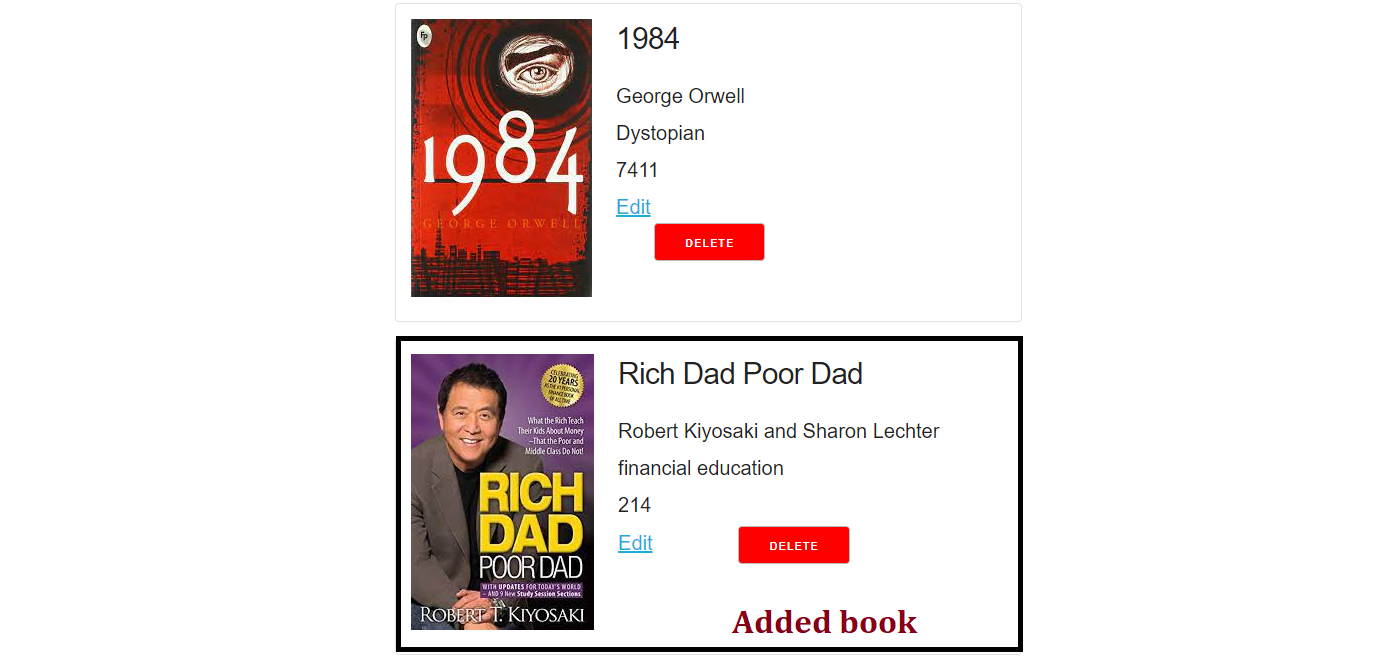 fp
1984
GEORGE ORWELL
1984
George Orwell
Dystopian
7411
Edit
DELETE
CELEBRATING
20 YEARS
AS THE #1 PERSONAL
FINANCE BOOK
OF ALL TIME
What the Rich Teach
Their Kids About Money
–That the Poor and
Middle Class Do Not!
RICH
DAD
POOR DAD
WITH UPDATES FOR TODAY'S WORLD
– AND 9 New Study Session Sections
ROBERT T. KIYOSAKI
Rich Dad Poor Dad
Robert Kiyosaki and Sharon Lechter
financial education
214
Edit
DELETE
Added book